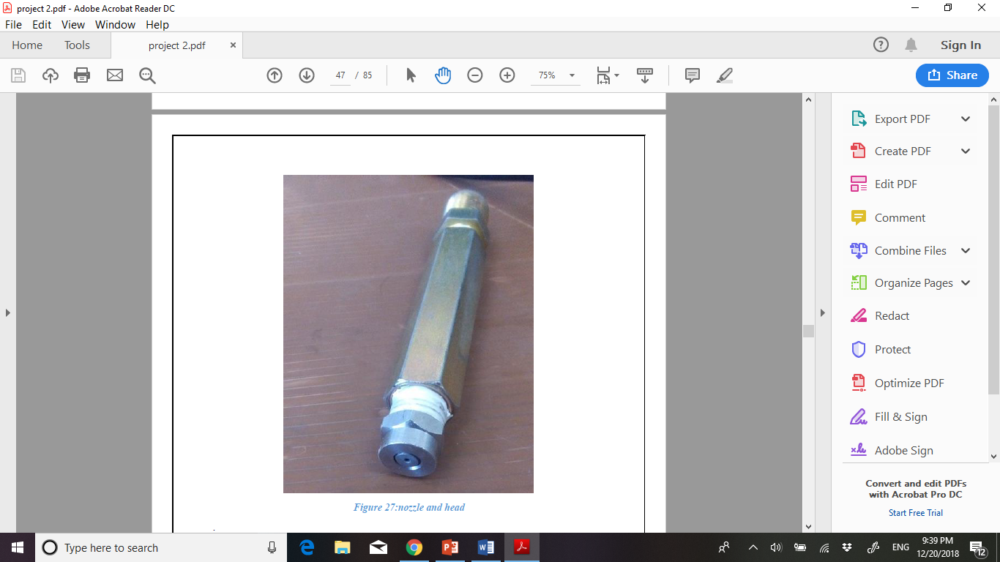 project 2.pdf - Adobe Acrobat Reader DC
File Edit View Window Help
Home Tools project 2.pdf × Sign In
47 / 85 75% Share
Export PDF
Create PDF
Edit PDF
Comment
Combine Files
Organize Pages
Redact
Protect
Optimize PDF
Fill & Sign
Adobe Sign
Convert and edit PDFs
with Acrobat Pro DC
Start Free Trial
Figure 27:nozzle and head
Type here to search
ENG
9:39 PM
12/20/2018
12